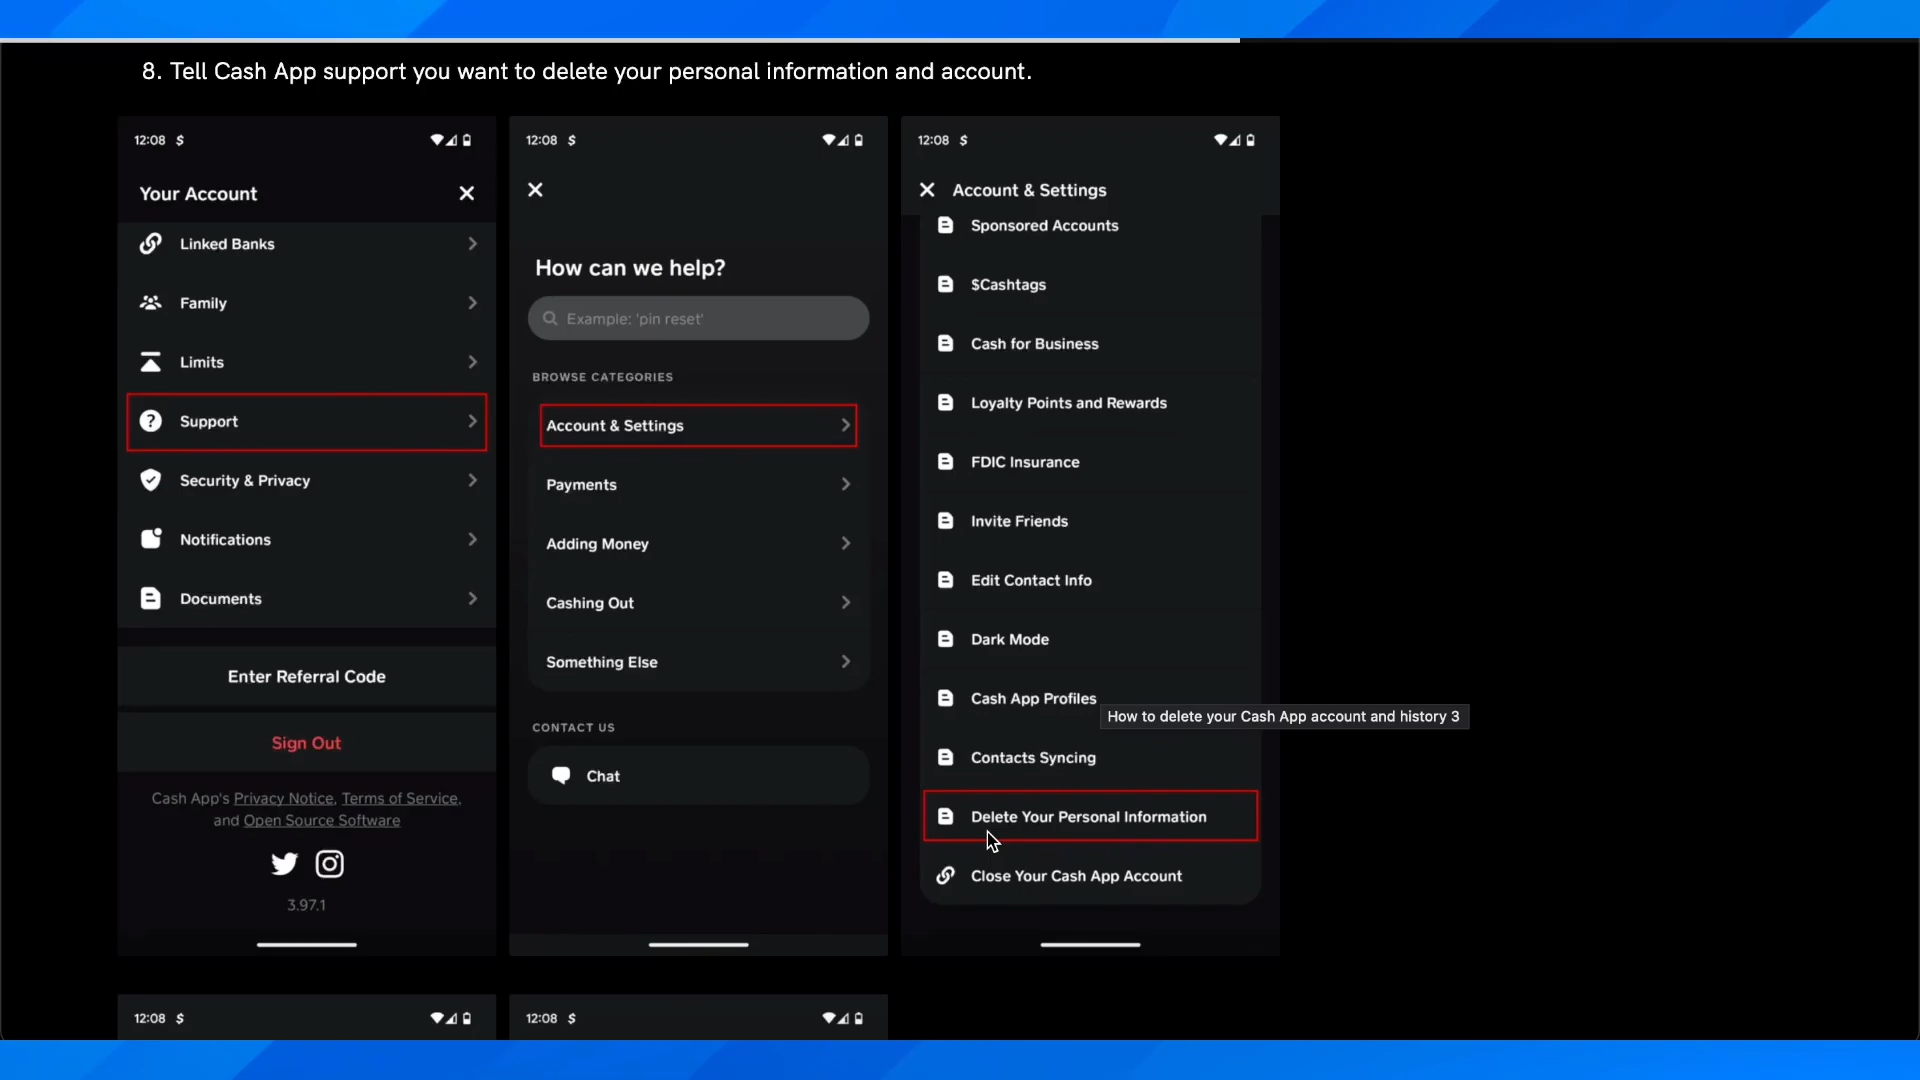 8. Tell Cash App support you want to delete your personal information and account.
12:08 $
Your Account
Linked Banks
Family
Limits
Support
Security & Privacy
Notifications
Documents
Enter Referral Code
Sign Out
Cash App's Privacy Notice, Terms of Service,
and Open Source Software
3.97.1
12:08 $
How can we help?
Example: 'pin reset'
BROWSE CATEGORIES
Account & Settings
Payments
Adding Money
Cashing Out
Something Else
CONTACT US
Chat
12:08 $
Account & Settings
Sponsored Accounts
$Cashtags
Cash for Business
Loyalty Points and Rewards
FDIC Insurance
Invite Friends
Edit Contact Info
Dark Mode
Cash App Profiles
How to delete your Cash App account and history 3
Contacts Syncing
Delete Your Personal Information
Close Your Cash App Account
12:08 $
12:08 $